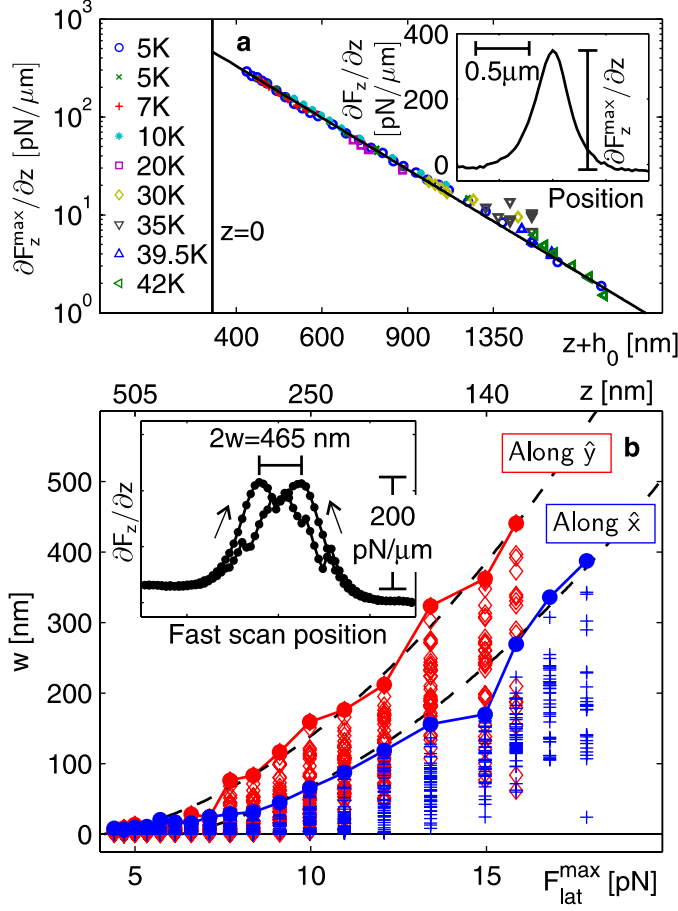 10³
10²
10¹
10⁰
∂F_z^max/∂z [pN/μm]
5K
5K
7K
10K
20K
30K
35K
39.5K
42K
a
z=0
400
600
900
1350
z+h₀ [nm]
400
300
0
∂F_z/∂z
[pN/μm]
0.5μm
∂F_z^max/∂z
Position
505
250
140
z [nm]
b
500
400
300
200
100
0
w [nm]
2w=465 nm
∂F_z/∂z
200
pN/μm
Fast scan position
Along ŷ
Along x̂
5
10
15
F_lat^max [pN]